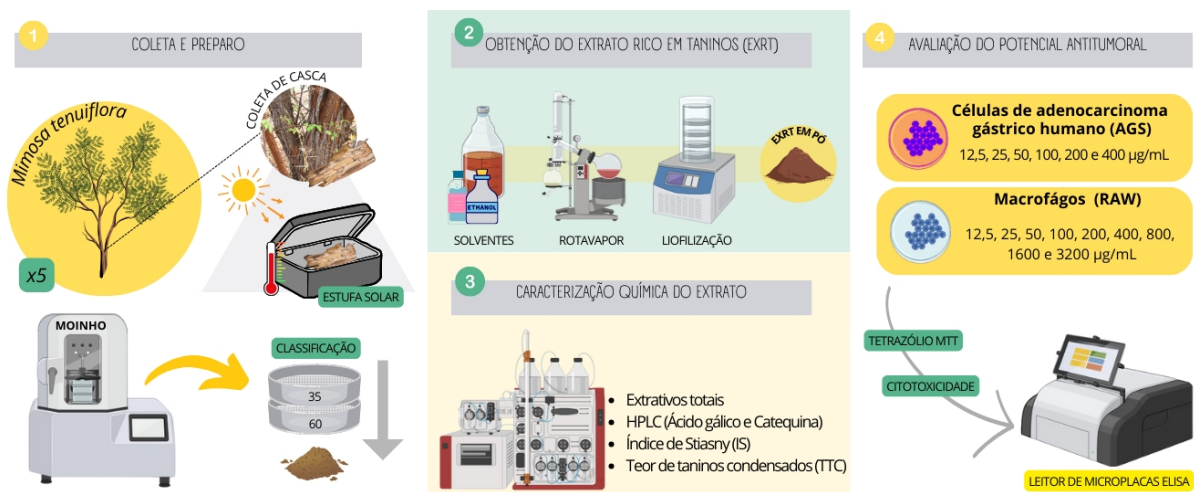 1
COLETA E PREPARO
Mimosa tenuiflora
COLETA DE CASCA
x5
ESTUFA SOLAR
MOINHO
CLASSIFICAÇÃO
35
60
2
OBTENÇÃO DO EXTRATO RICO EM TANINOS (EXRT)
ETHANOL
EXRT EM PÓ
SOLVENTES
ROTAVAPOR
LIOFILIZAÇÃO
3
CARACTERIZAÇÃO QUÍMICA DO EXTRATO
• Extrativos totais
• HPLC (Ácido gálico e Catequina)
• Índice de Stiasny (IS)
• Teor de taninos condensados (TTC)
4
AVALIAÇÃO DO POTENCIAL ANTITUMORAL
Células de adenocarcinoma
gástrico humano (AGS)
12,5, 25, 50, 100, 200 e 400 µg/mL
Macrofágos (RAW)
12,5, 25, 50, 100, 200, 400, 800,
1600 e 3200 µg/mL
TETRAZÓLIO MTT
CITOTOXICIDADE
LEITOR DE MICROPLACAS ELISA